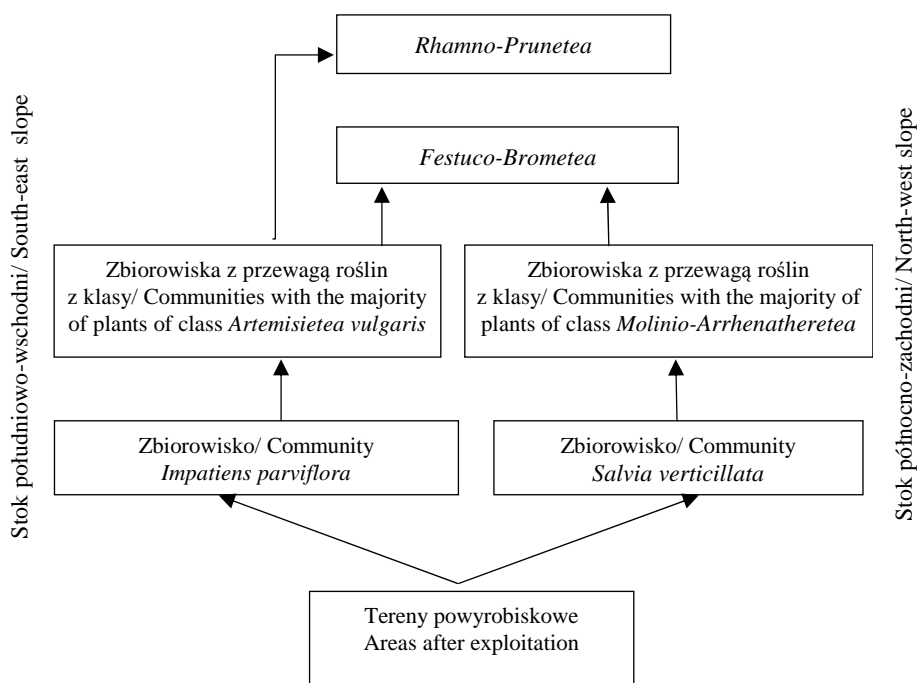 Rhamno-Prunetea
Festuco-Brometea
Stok południowo-wschodni/ South-east slope
Stok północno-zachodni/ North-west slope
Zbiorowiska z przewagą roślin
z klasy/ Communities with the majority
of plants of class Artemisietea vulgaris
Zbiorowiska z przewagą roślin
z klasy/ Communities with the majority of
plants of class Molinio-Arrhenatheretea
Zbiorowisko/ Community
Impatiens parviflora
Zbiorowisko/ Community
Salvia verticillata
Tereny powyrobiskowe
Areas after exploitation